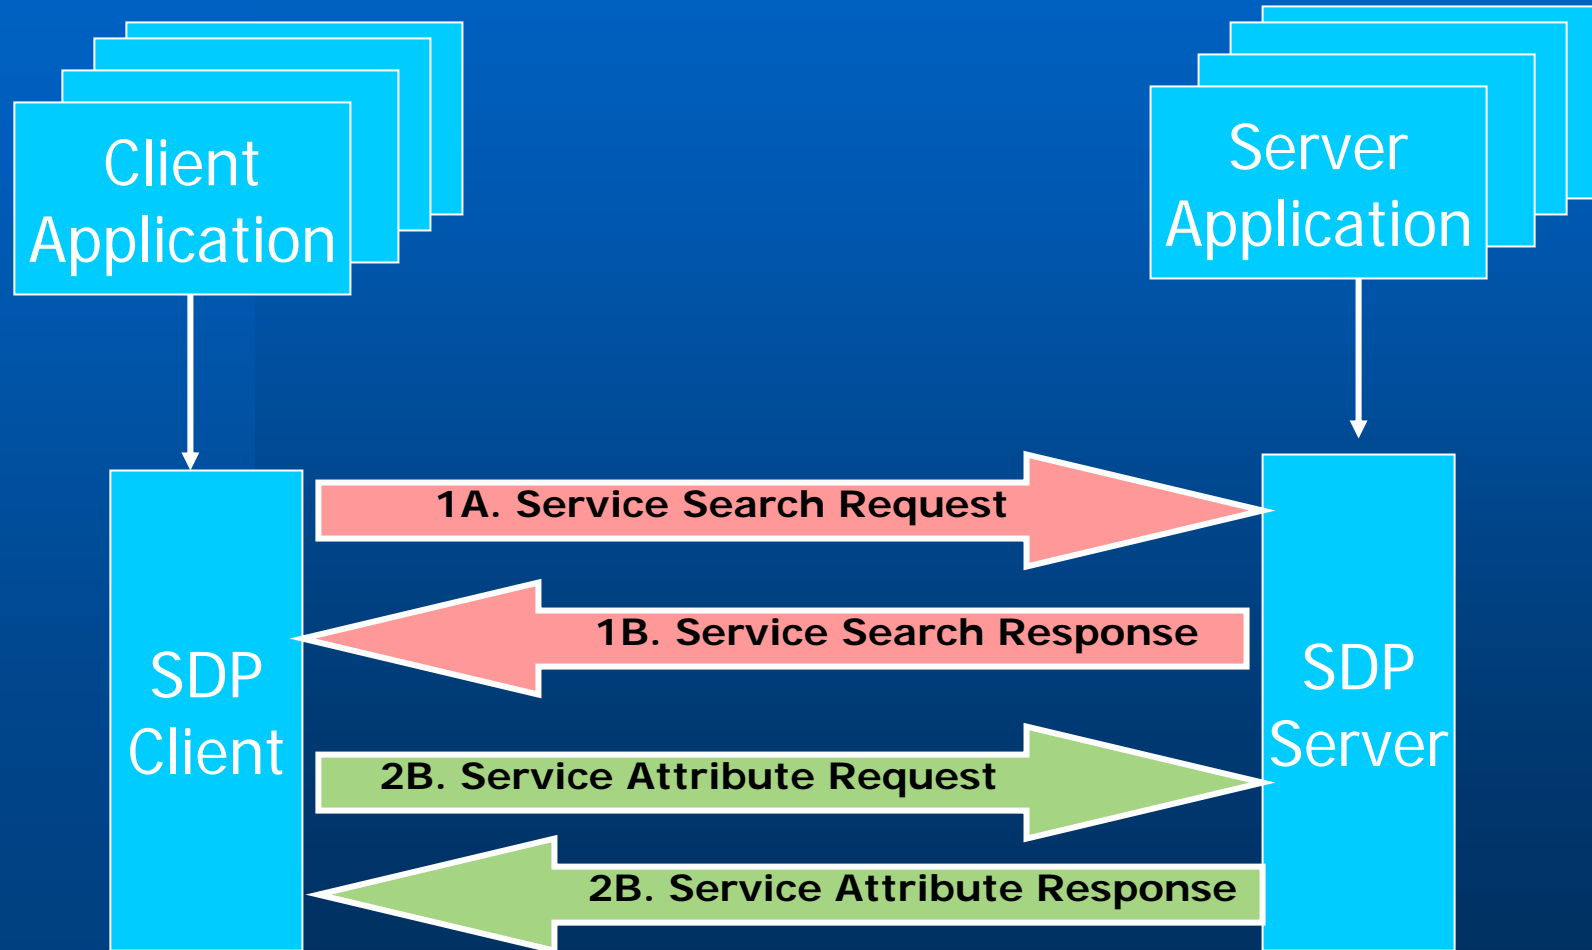 Client
Application
Server
Application
1A. Service Search Request
1B. Service Search Response
SDP
Client
SDP
Server
2B. Service Attribute Request
2B. Service Attribute Response